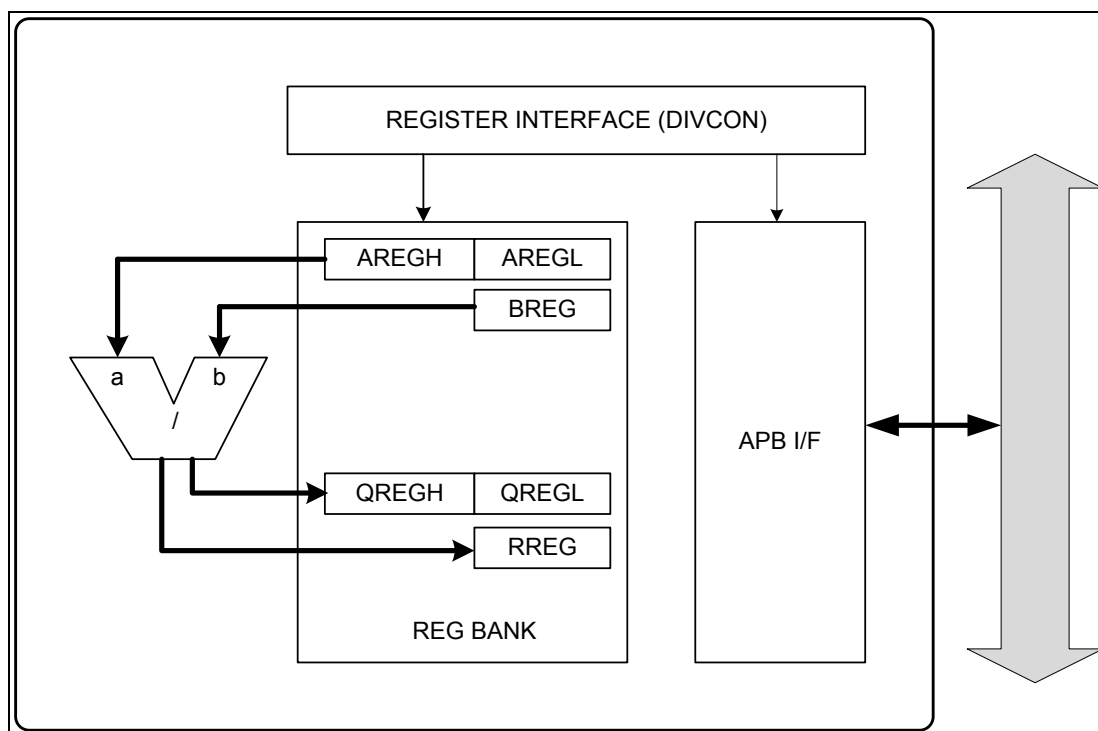 REGISTER INTERFACE (DIVCON)
AREGH AREGL
BREG
a b
/
APB I/F
QREGH QREGL
RREG
REG BANK